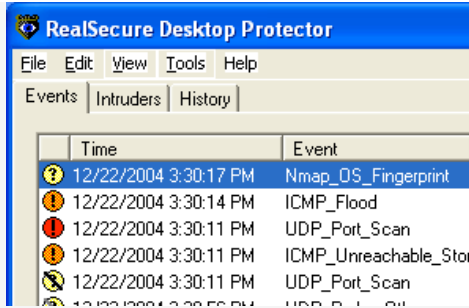 RealSecure Desktop Protector
File Edit View Tools Help
Events Intruders History
Time Event
12/22/2004 3:30:17 PM Nmap_OS_Fingerprint
12/22/2004 3:30:14 PM ICMP_Flood
12/22/2004 3:30:11 PM UDP_Port_Scan
12/22/2004 3:30:11 PM ICMP_Unreachable_Stor
12/22/2004 3:30:11 PM UDP_Port_Scan